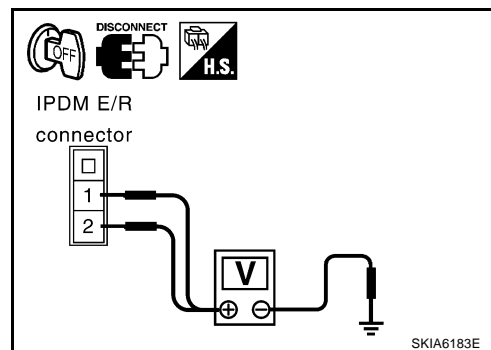 DISCONNECT
OFF
H.S.
IPDM E/R
connector
1
2
V
+ −
SKIA6183E